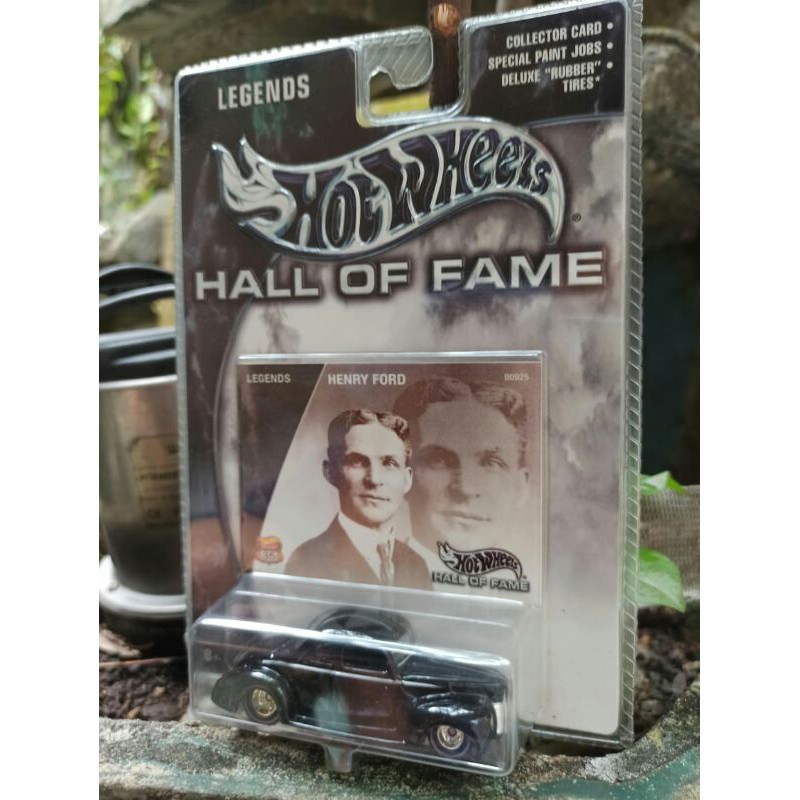 LEGENDS
COLLECTOR CARD •
SPECIAL PAINT JOBS •
DELUXE "RUBBER" •
TIRES*
HOT WHEELS ®
HALL OF FAME
LEGENDS
HENRY FORD
HOT WHEELS
HALL OF FAME